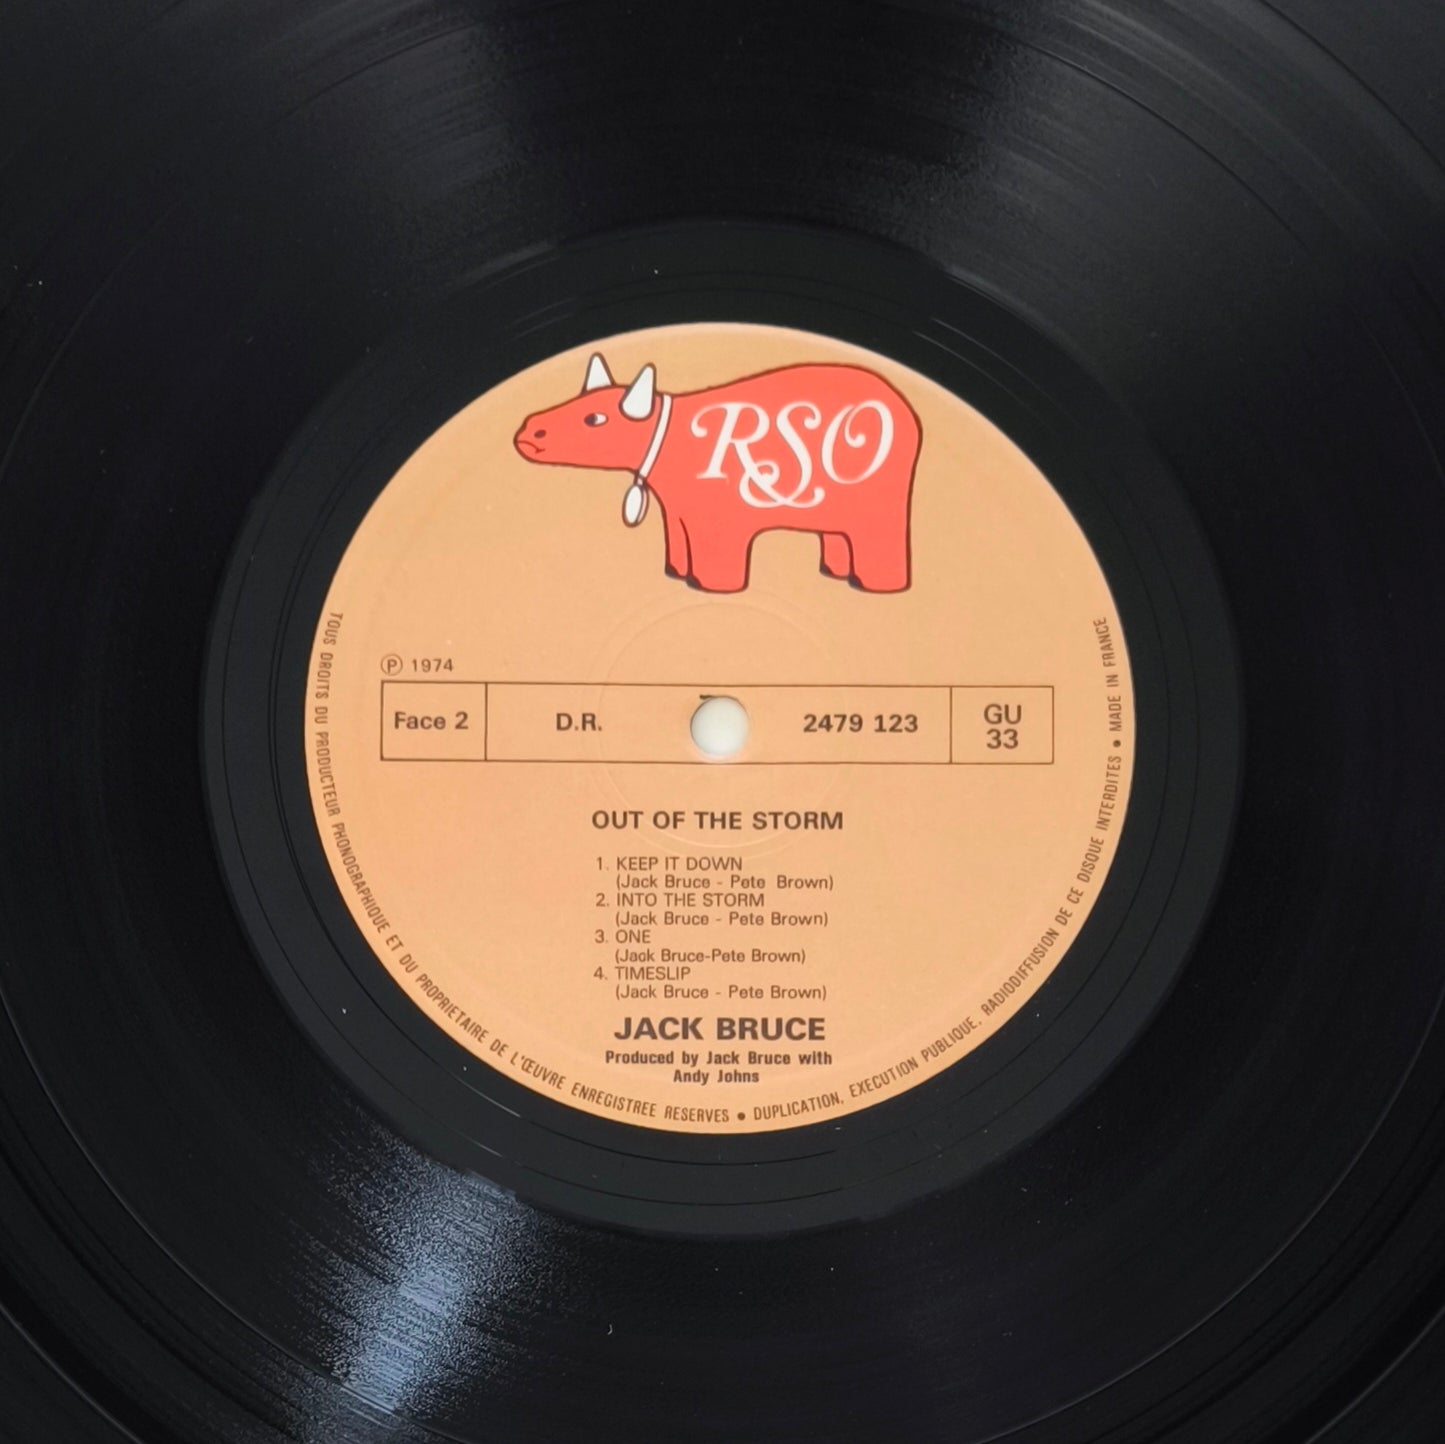 RSO
℗ 1974
Face 2
D.R.
2479 123
GU
33
OUT OF THE STORM
1. KEEP IT DOWN
(Jack Bruce - Pete Brown)
2. INTO THE STORM
(Jack Bruce - Pete Brown)
3. ONE
(Jack Bruce-Pete Brown)
4. TIMESLIP
(Jack Bruce - Pete Brown)
JACK BRUCE
Produced by Jack Bruce with
Andy Johns
TOUS DROITS DU PRODUCTEUR PHONOGRAPHIQUE ET DU PROPRIETAIRE DE L'ŒUVRE ENREGISTREE RESERVES • DUPLICATION, EXECUTION PUBLIQUE, RADIODIFFUSION DE CE DISQUE INTERDITES • MADE IN FRANCE